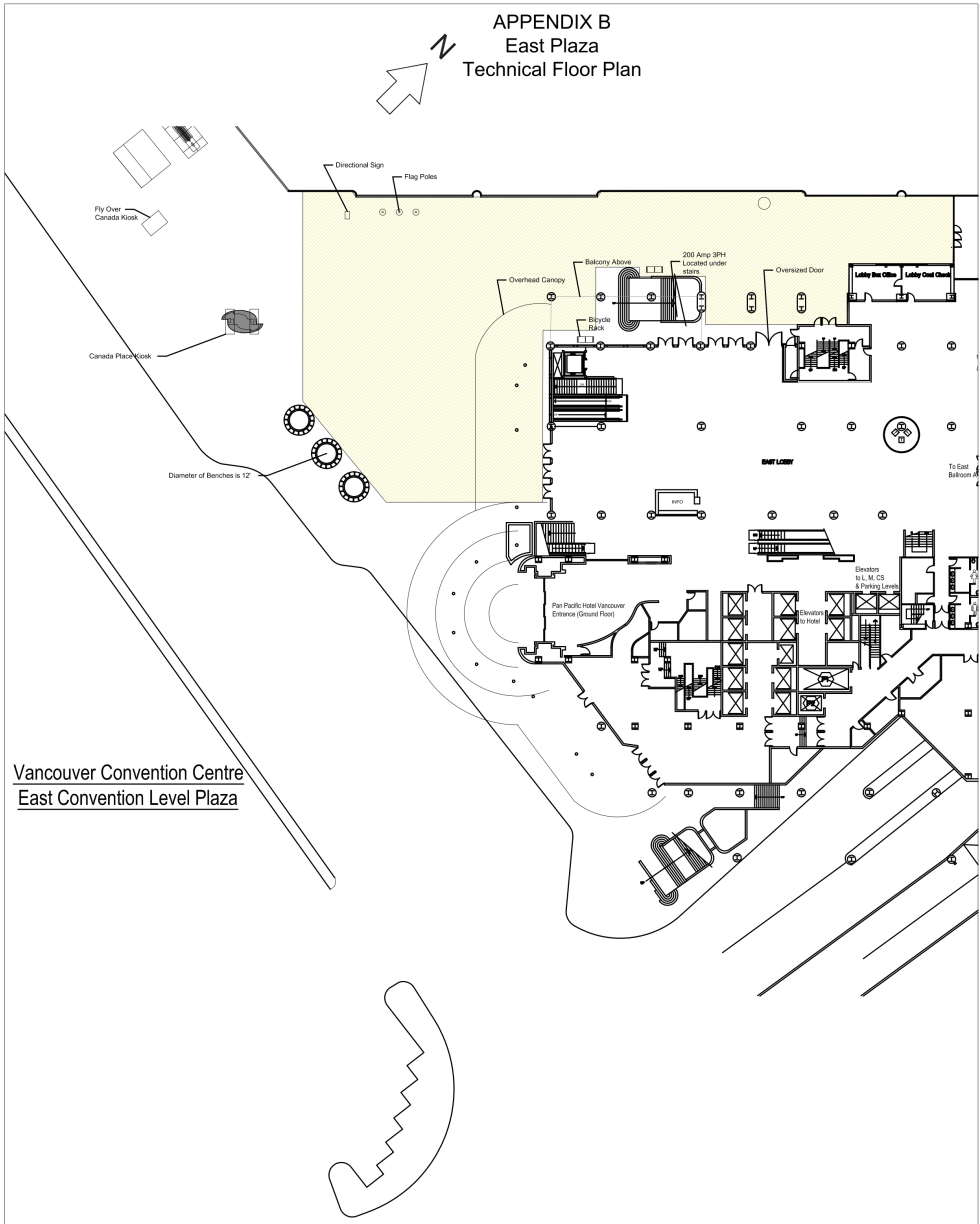 APPENDIX B
East Plaza
Technical Floor Plan
N
Directional Sign
Flag Poles
Fly Over
Canada Kiosk
Balcony Above
200 Amp 3PH
Located under
stairs
Oversized Door
Lobby Box Office
Lobby Coat Check
Overhead Canopy
Bicycle
Rack
Canada Place Kiosk
Diameter of Benches is 12'
EAST LOBBY
To East
Ballroom A
INFO
Elevators
to L, M, CS
& Parking Levels
Pan Pacific Hotel Vancouver
Entrance (Ground Floor)
Elevators
to Hotel
Vancouver Convention Centre
East Convention Level Plaza